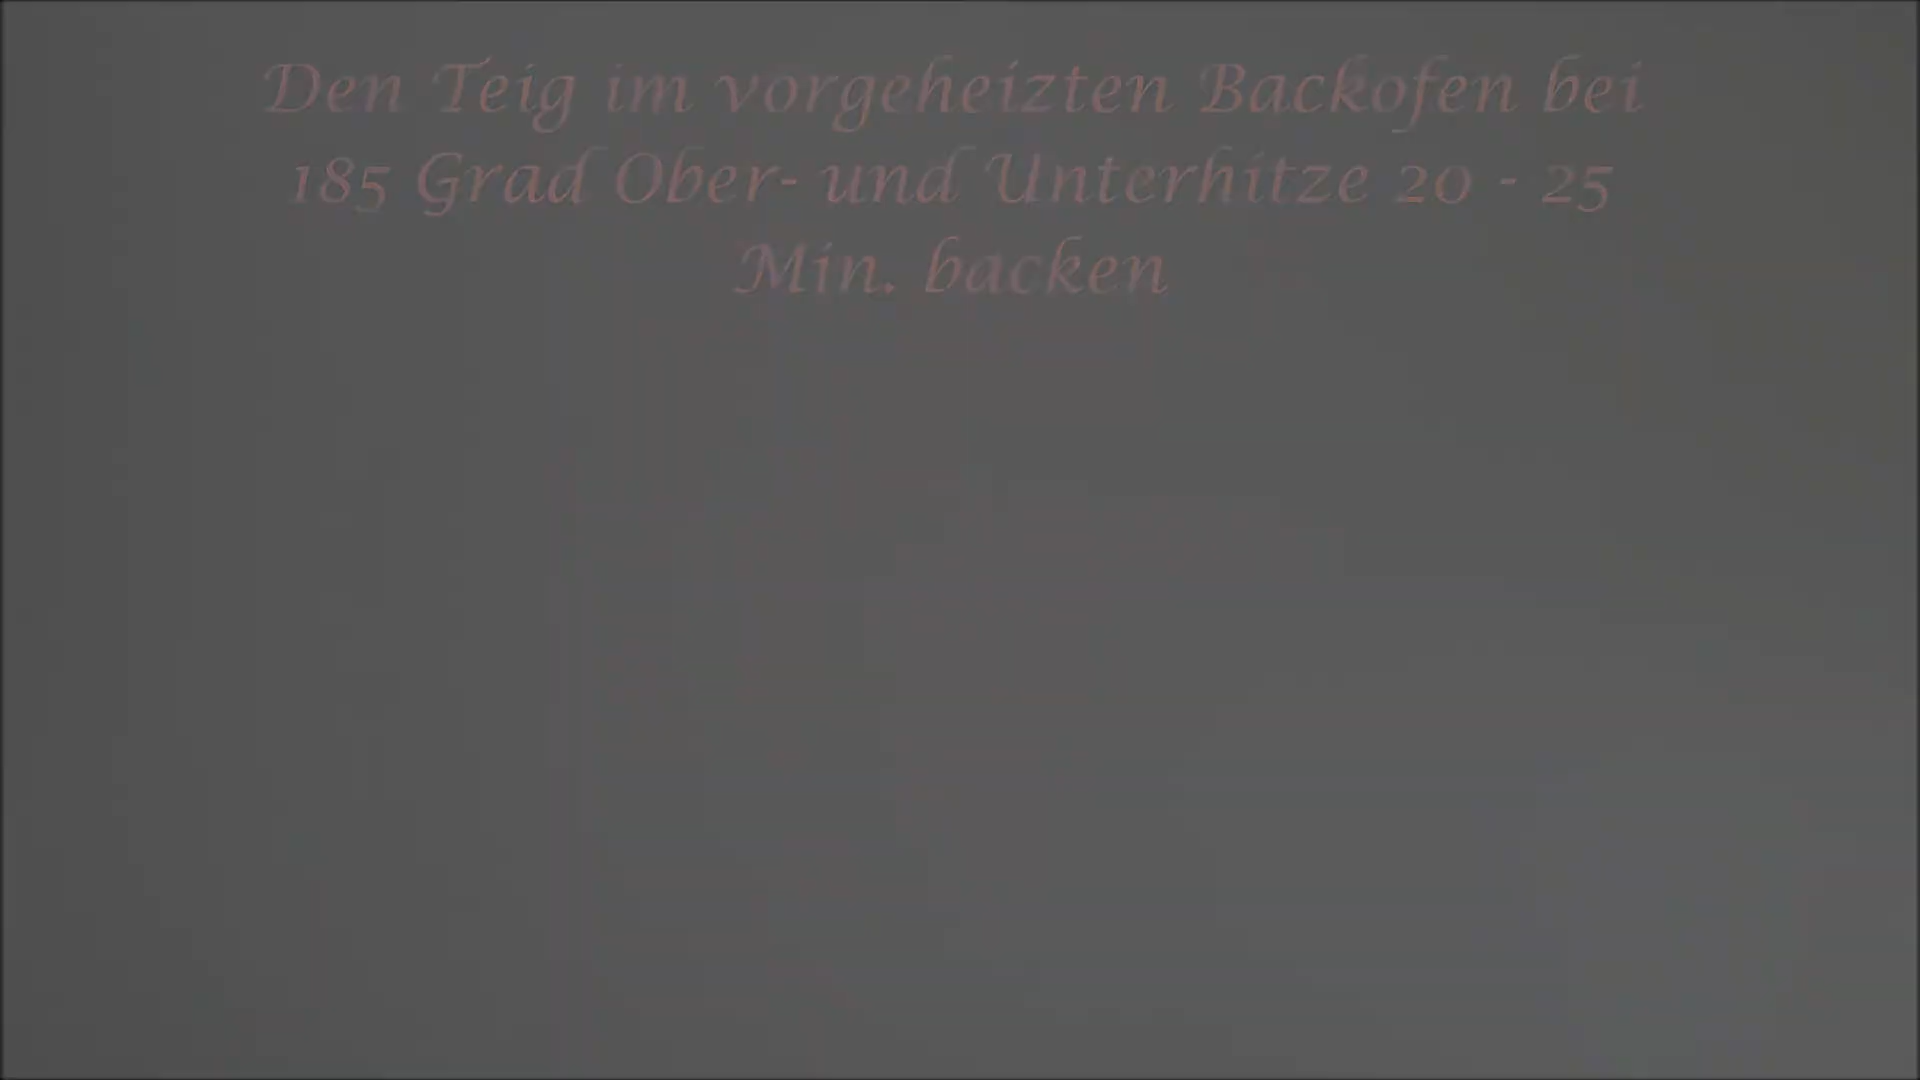 Den Teig im vorgeheizten Backofen bei
185 Grad Ober- und Unterhitze 20 - 25
Min. backen